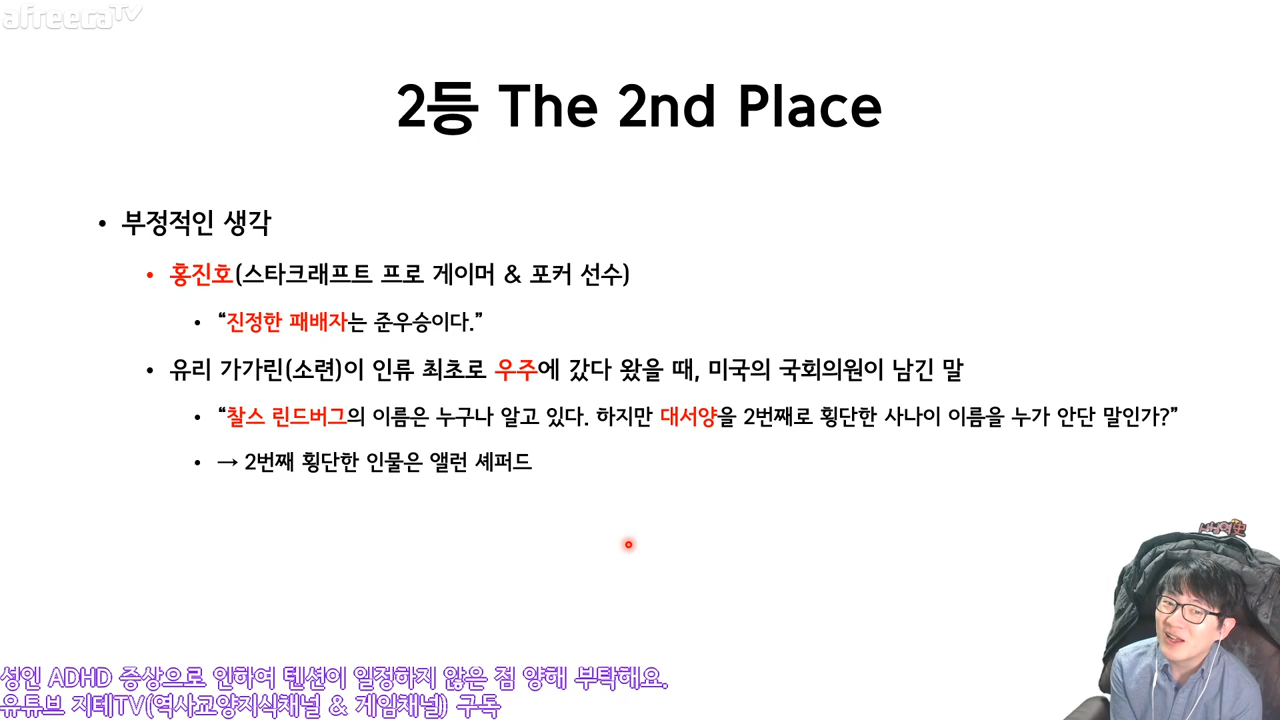 afreecaTV
2등 The 2nd Place
• 부정적인 생각
• 홍진호(스타크래프트 프로 게이머 & 포커 선수)
• “진정한 패배자는 준우승이다.”
• 유리 가가린(소련)이 인류 최초로 우주에 갔다 왔을 때, 미국의 국회의원이 남긴 말
• “찰스 린드버그의 이름은 누구나 알고 있다. 하지만 대서양을 2번째로 횡단한 사나이 이름을 누가 안단 말인가?”
• → 2번째 횡단한 인물은 앨런 셰퍼드
성인 ADHD 증상으로 인하여 텐션이 일정하지 않은 점 양해 부탁해요.
유튜브 지테TV(역사교양지식채널 & 게임채널) 구독